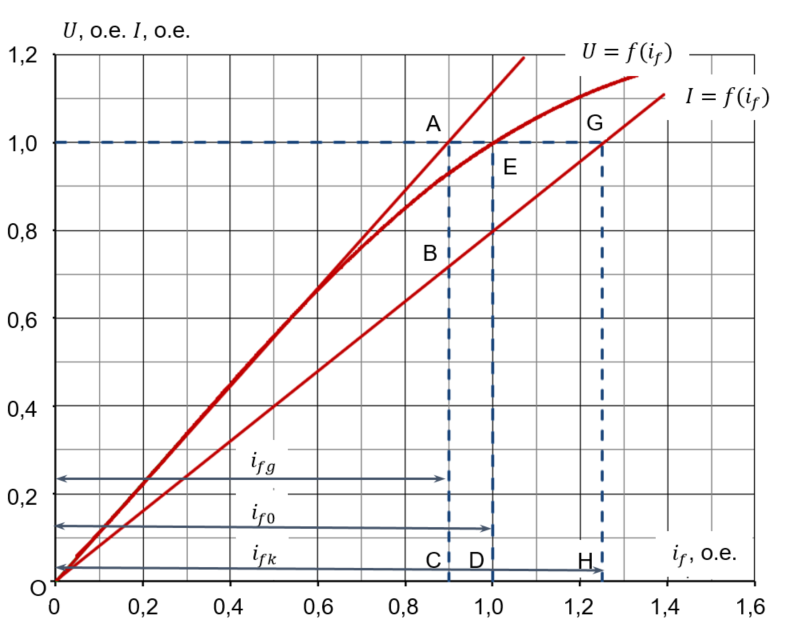 U, о.е. I, о.е.
1,2
U = f(i_f)
I = f(i_f)
A
G
1,0
E
0,8
B
0,6
0,4
i_fg
0,2
i_f0
i_fk
C
D
H
i_f, о.е.
O
0
0,2
0,4
0,6
0,8
1,0
1,2
1,4
1,6